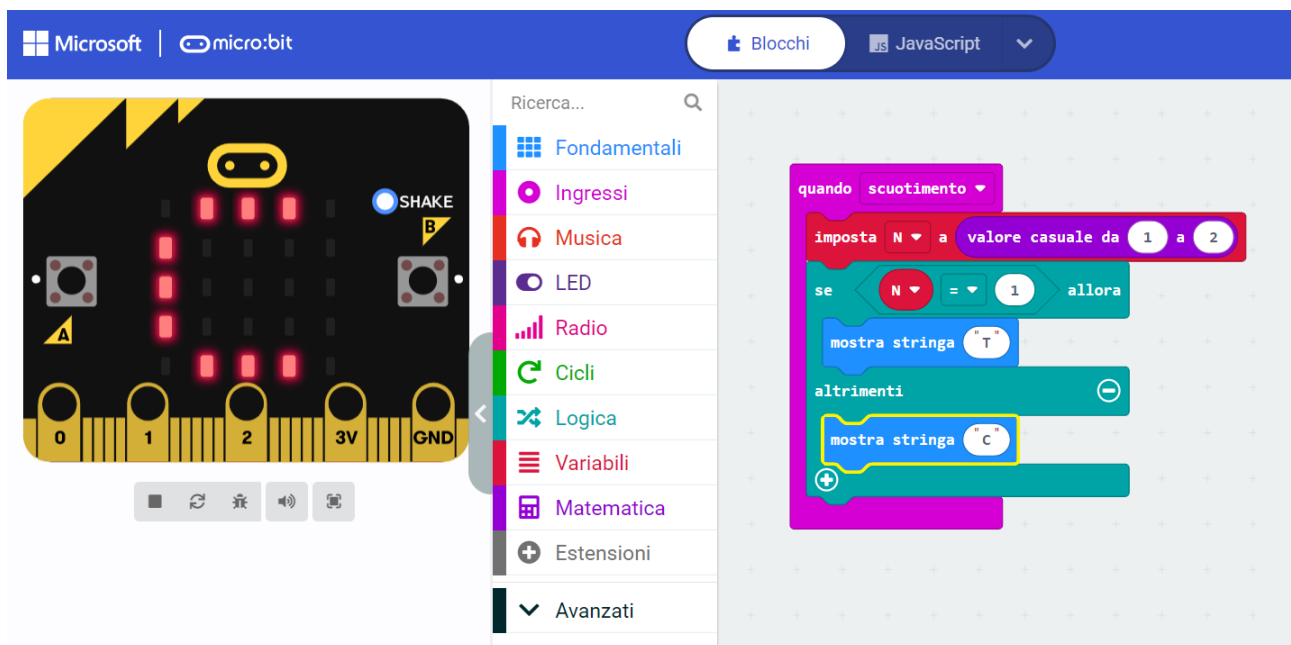 Microsoft | micro:bit
Blocchi
JS JavaScript
SHAKE
B
A
0 1 2 3V GND
Ricerca...
Fondamentali
Ingressi
Musica
LED
Radio
Cicli
Logica
Variabili
Matematica
Estensioni
Avanzati
quando scuotimento
imposta N a valore casuale da 1 a 2
se N = 1 allora
mostra stringa "T"
altrimenti
mostra stringa "C"